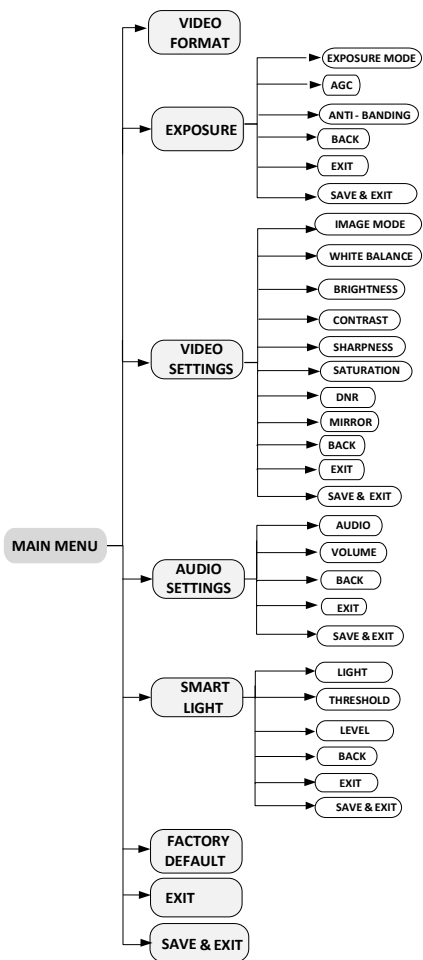 VIDEO
FORMAT
EXPOSURE
EXPOSURE MODE
AGC
ANTI - BANDING
BACK
EXIT
SAVE & EXIT
VIDEO
SETTINGS
IMAGE MODE
WHITE BALANCE
BRIGHTNESS
CONTRAST
SHARPNESS
SATURATION
DNR
MIRROR
BACK
EXIT
SAVE & EXIT
MAIN MENU
AUDIO
SETTINGS
AUDIO
VOLUME
BACK
EXIT
SAVE & EXIT
SMART
LIGHT
LIGHT
THRESHOLD
LEVEL
BACK
EXIT
SAVE & EXIT
FACTORY
DEFAULT
EXIT
SAVE & EXIT